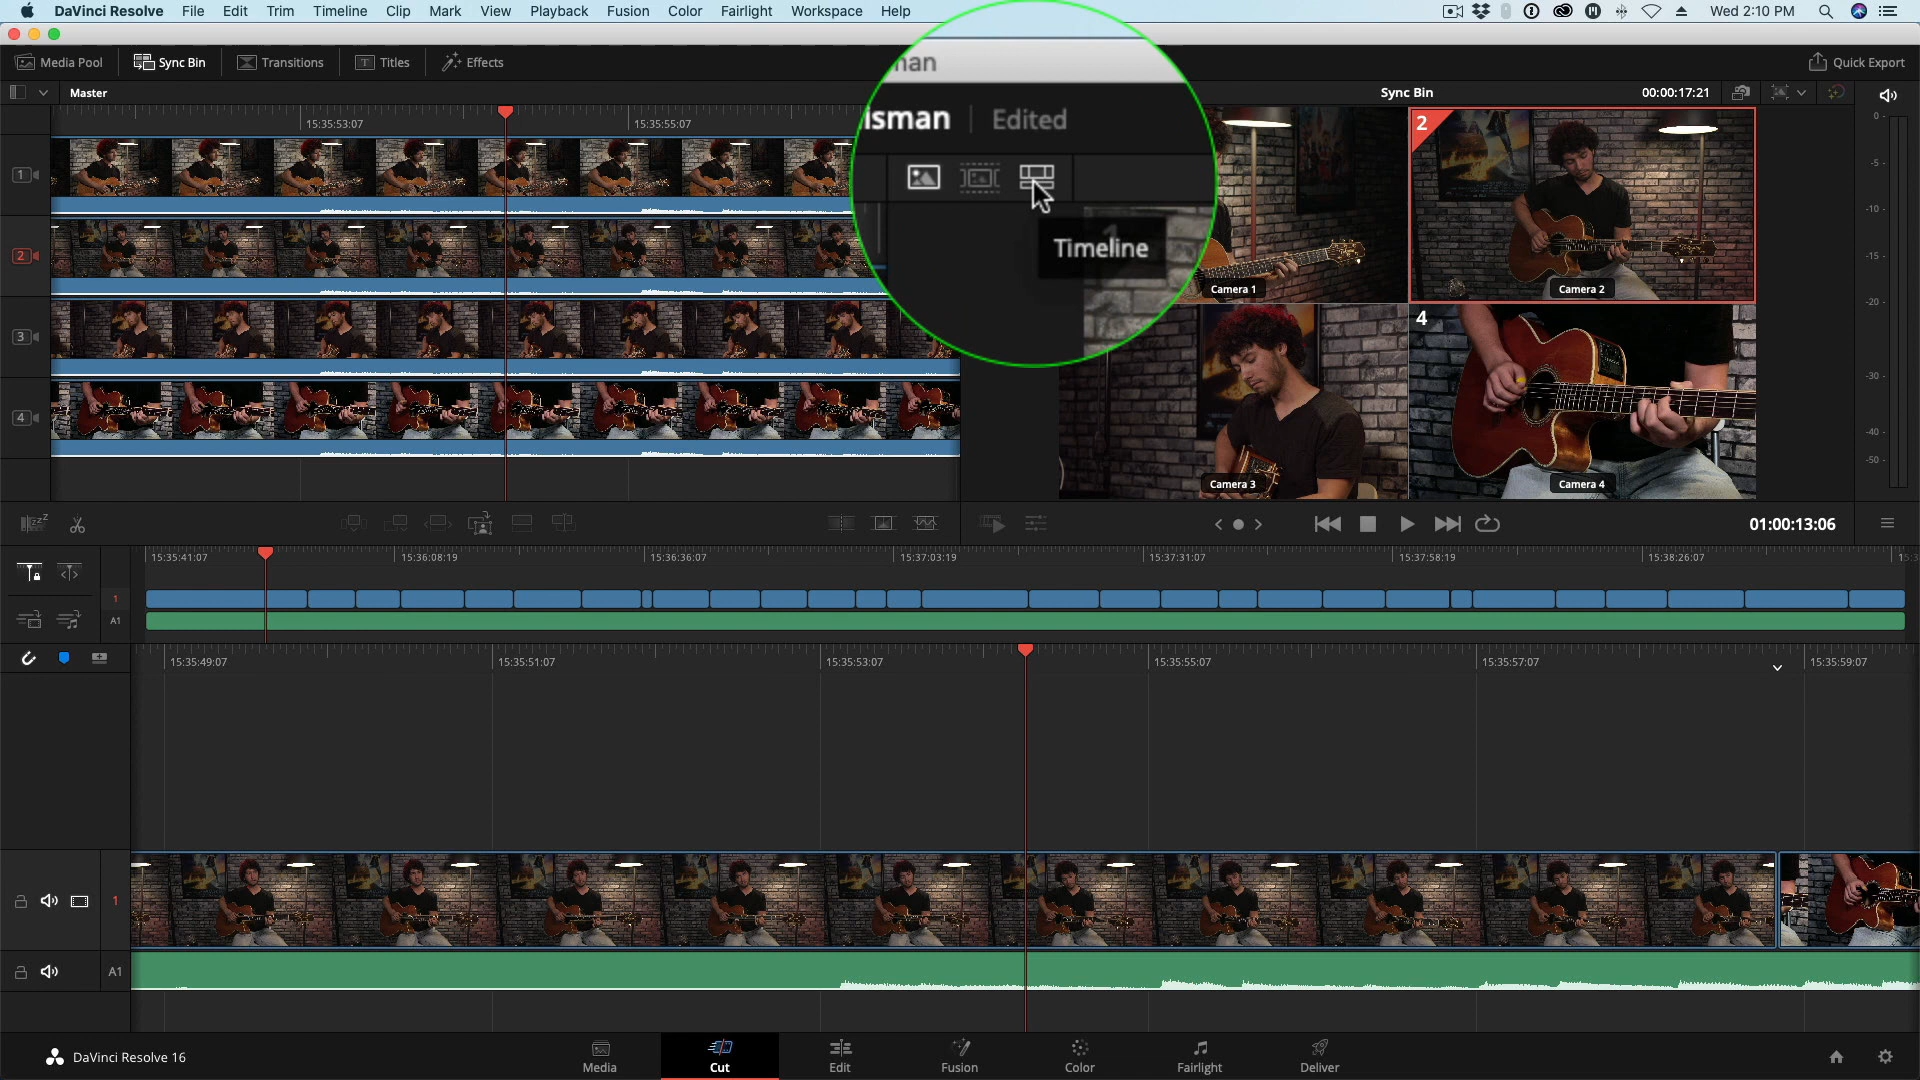 DaVinci Resolve File Edit Trim Timeline Clip Mark View Playback Fusion Color Fairlight Workspace Help Wed 2:10 PM
man
Media Pool Sync Bin Transitions Titles Effects Quick Export
Master Sync Bin 00:00:17:21
isman Edited
15:35:53:07 15:35:55:07
Timeline
0
-5
-10
-15
-20
-30
-40
-50
1
2
3
4
2
4
Camera 1
Camera 2
Camera 3
Camera 4
01:00:13:06
15:35:41:07 15:36:08:19 15:36:36:07 15:37:03:19 15:37:31:07 15:37:58:19 15:38:26:07
1
A1
15:35:49:07 15:35:51:07 15:35:53:07 15:35:55:07 15:35:57:07 15:35:59:07
1
A1
DaVinci Resolve 16
Media Cut Edit Fusion Color Fairlight Deliver